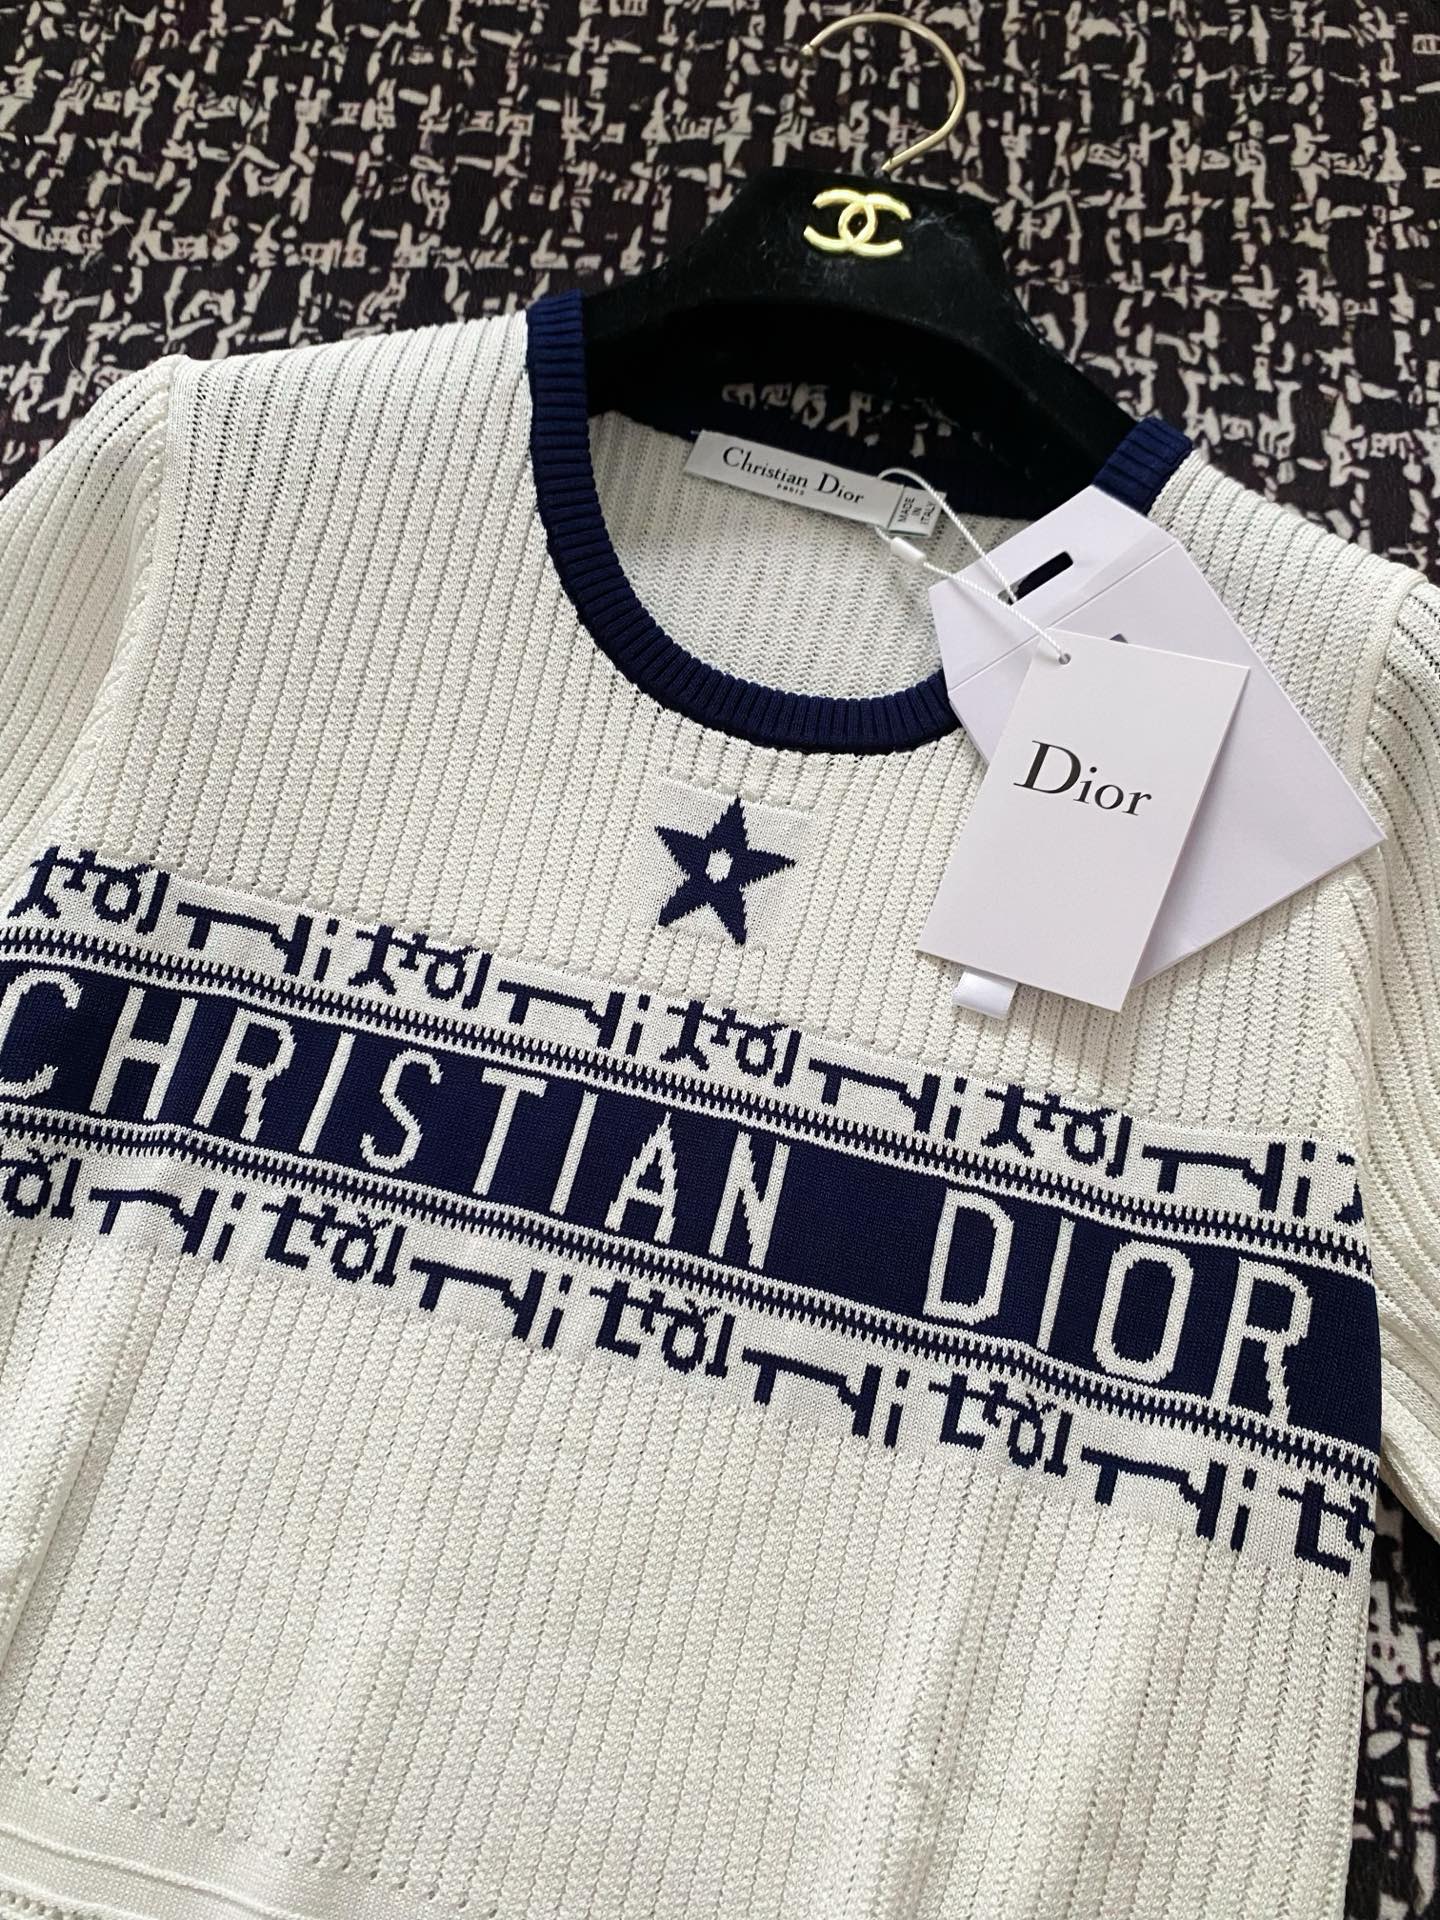 Christian Dior
PARIS
MADE
IN
ITALY
Dior
CHRISTIAN DIOR